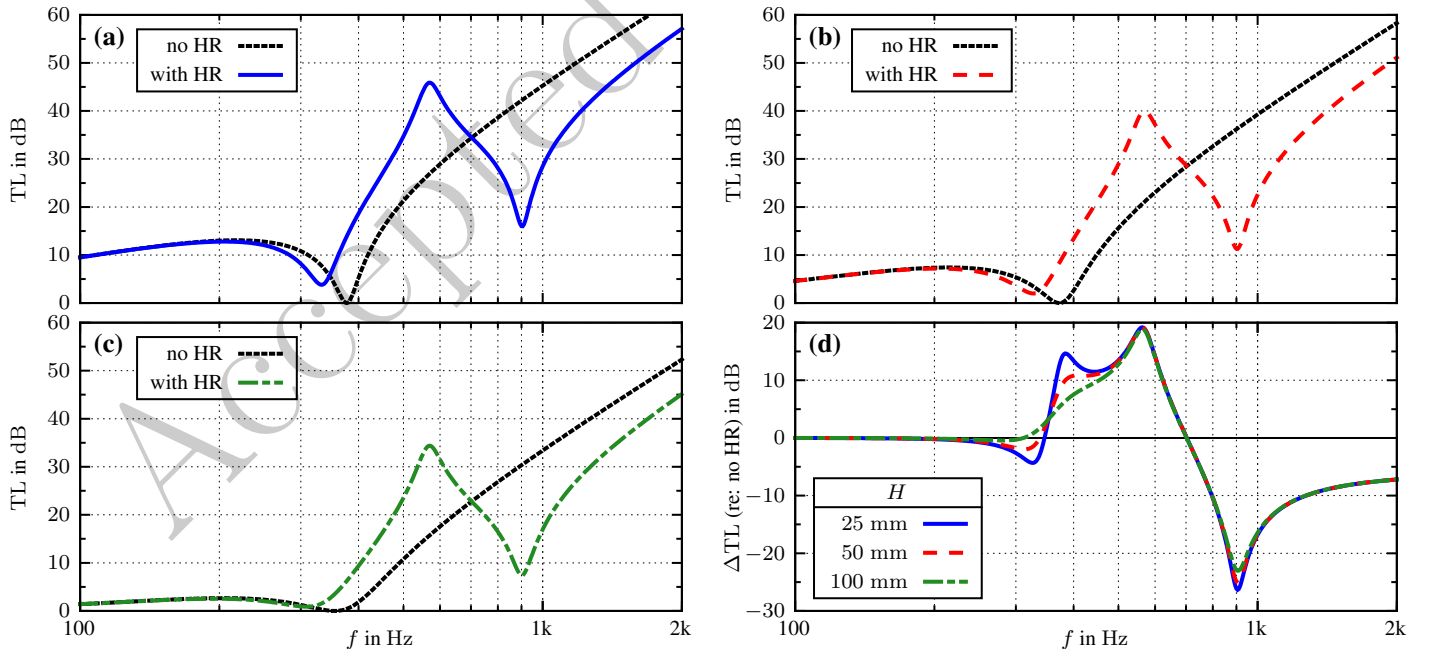 60
50
40
30
20
10
0
TL in dB
(a)
no HR
with HR
60
50
40
30
20
10
0
TL in dB
(b)
no HR
with HR
60
50
40
30
20
10
0
TL in dB
(c)
no HR
with HR
100
1k
2k
f in Hz
20
10
0
−10
−20
−30
ΔTL (re: no HR) in dB
(d)
H
25 mm
50 mm
100 mm
100
1k
2k
f in Hz
Accepted